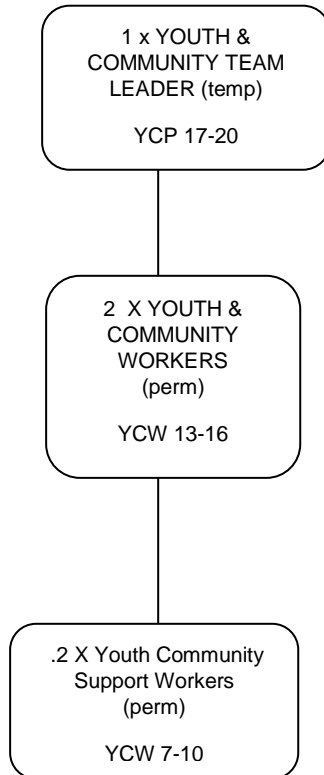 1 x YOUTH &
COMMUNITY TEAM
LEADER (temp)
YCP 17-20
2 X YOUTH &
COMMUNITY
WORKERS
(perm)
YCW 13-16
.2 X Youth Community
Support Workers
(perm)
YCW 7-10